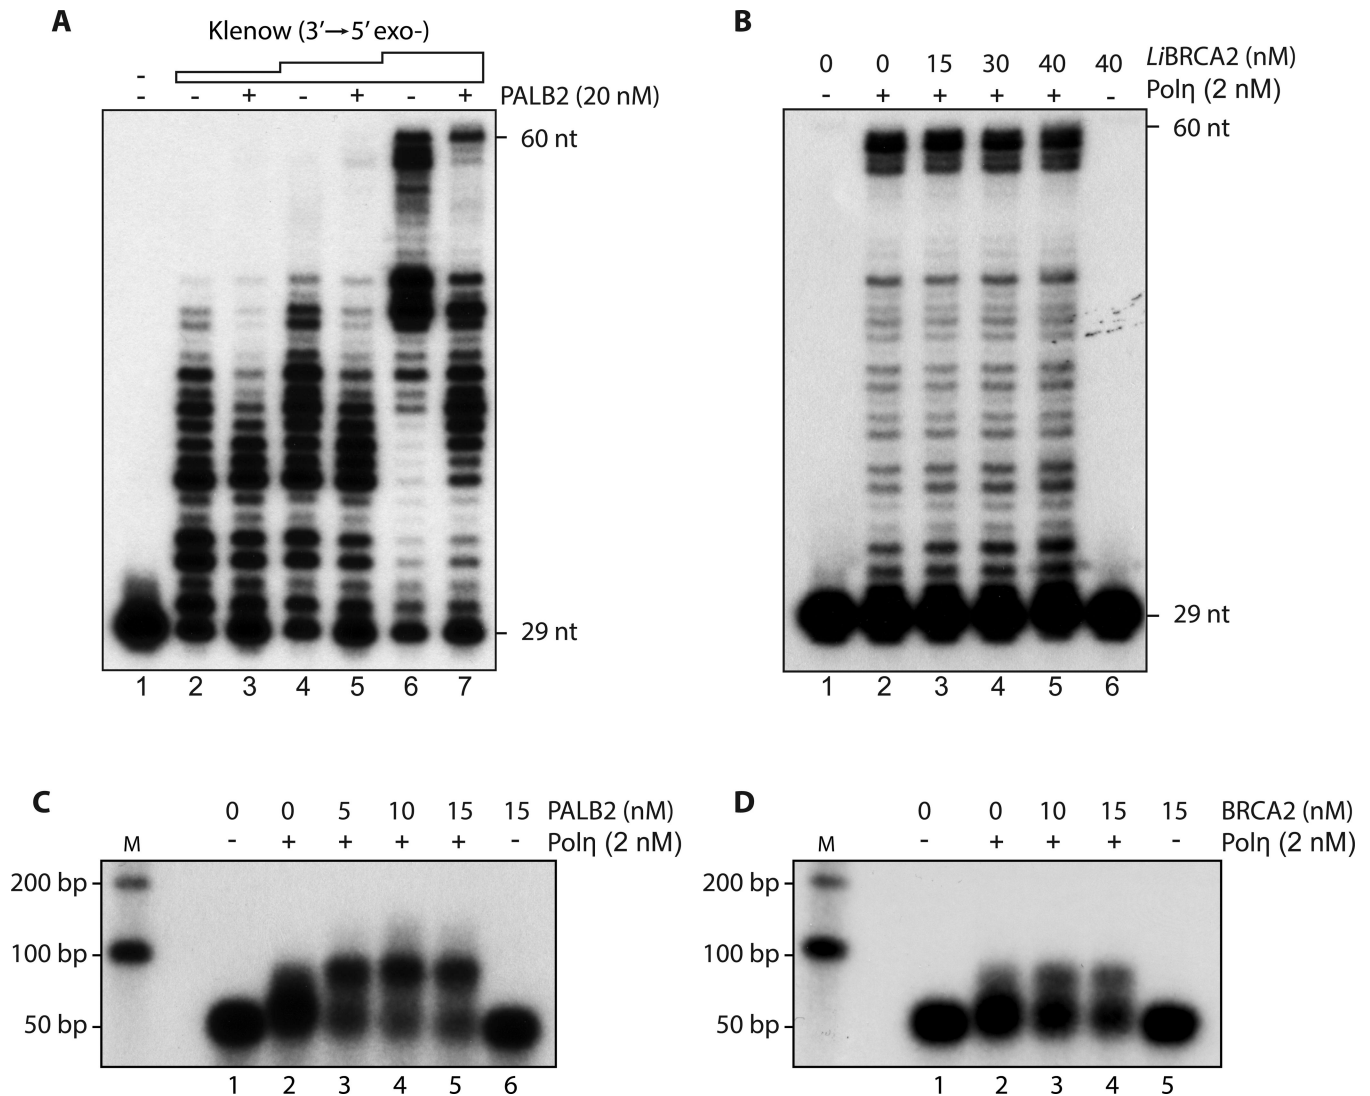 A
Klenow (3′→5′ exo-)
-
- - + - + - + PALB2 (20 nM)
60 nt
29 nt
1 2 3 4 5 6 7
B
0 0 15 30 40 40 LiBRCA2 (nM)
- + + + + - Polη (2 nM)
60 nt
29 nt
1 2 3 4 5 6
C
0 0 5 10 15 15 PALB2 (nM)
M - + + + + - Polη (2 nM)
200 bp
100 bp
50 bp
1 2 3 4 5 6
D
0 0 10 15 15 BRCA2 (nM)
M - + + + - Polη (2 nM)
200 bp
100 bp
50 bp
1 2 3 4 5